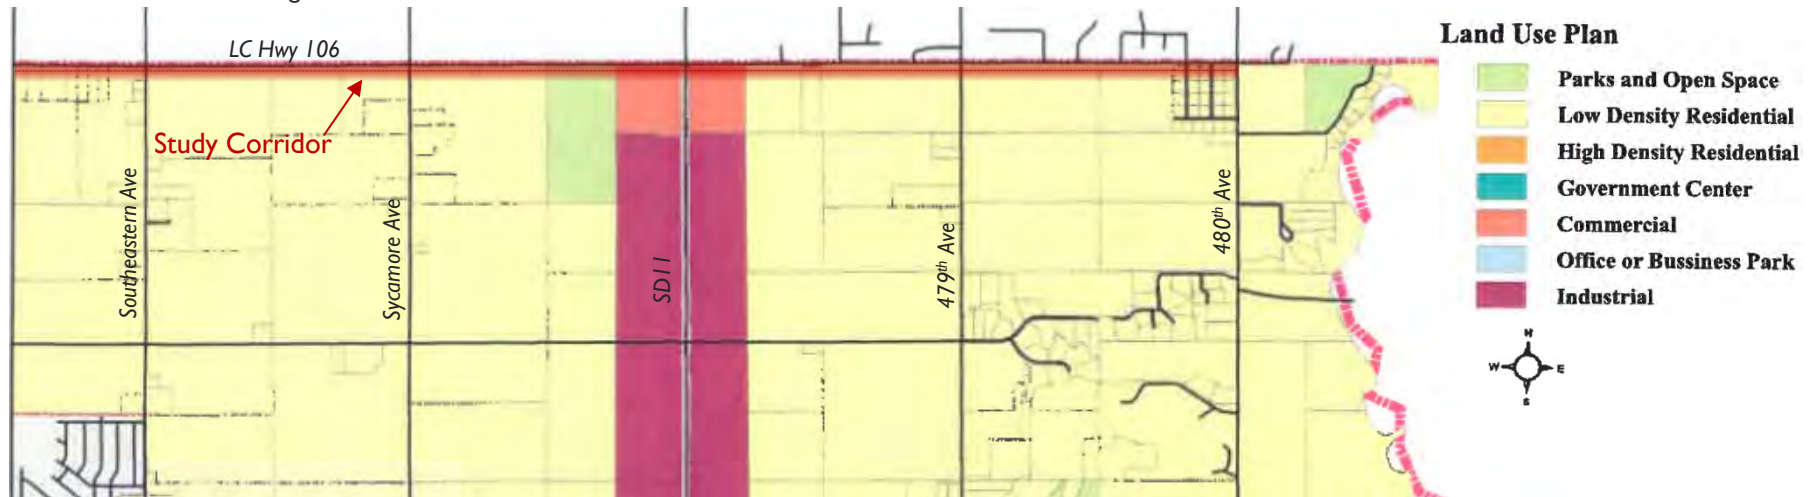 LC Hwy 106
Study Corridor
Southeastern Ave
Sycamore Ave
SD11
479th Ave
480th Ave
Land Use Plan
Parks and Open Space
Low Density Residential
High Density Residential
Government Center
Commercial
Office or Bussiness Park
Industrial
N
W E
S